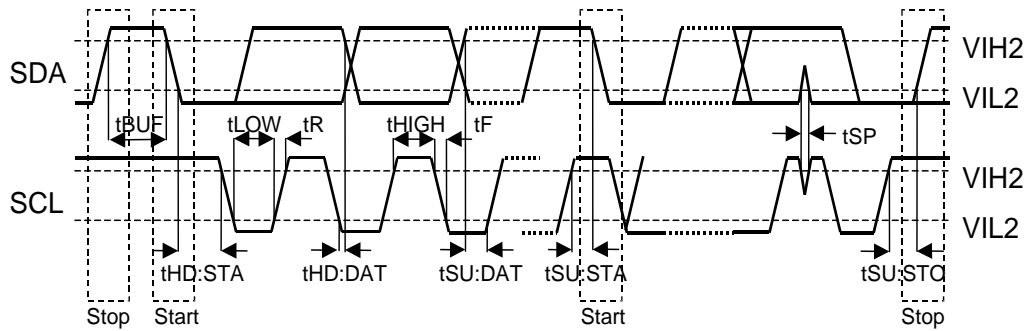 VIH2
SDA
VIL2
tBUF tLOW tR tHIGH tF
tSP
VIH2
SCL
VIL2
tHD:STA tHD:DAT tSU:DAT tSU:STA tSU:STO
Stop Start Start Stop